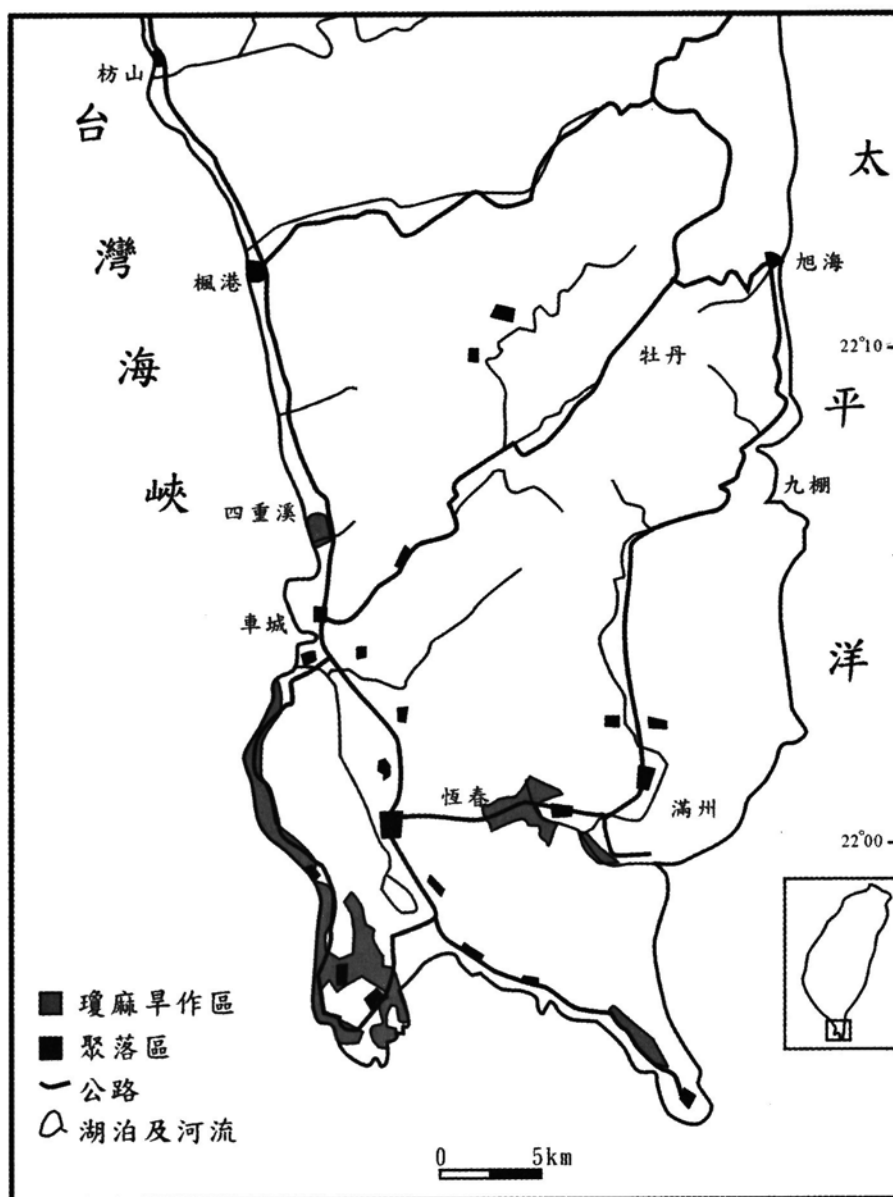 枋山
台灣海峽
太平洋
楓港
旭海
22°10
牡丹
九棚
四重溪
車城
恆春
滿州
22°00
瓊麻旱作區
聚落區
公路
湖泊及河流
0 5km